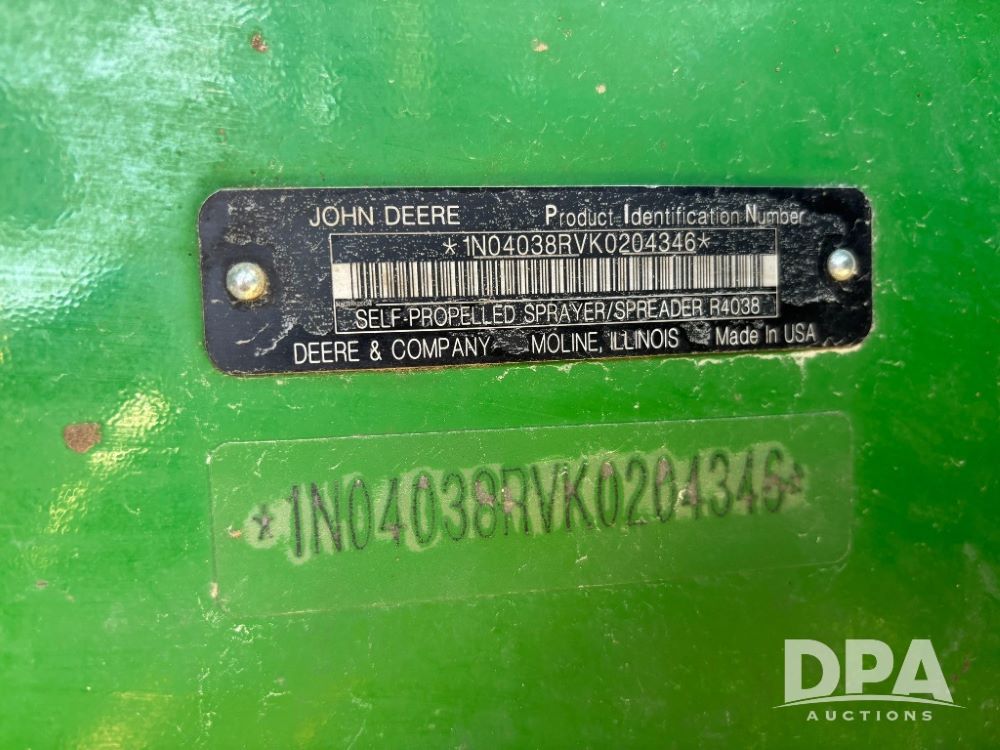 JOHN DEERE Product Identification Number
*1N04038RVK0204346*
SELF-PROPELLED SPRAYER/SPREADER R4038
DEERE & COMPANY MOLINE, ILLINOIS Made In USA
*1N04038RVK0204346*
DPA
AUCTIONS